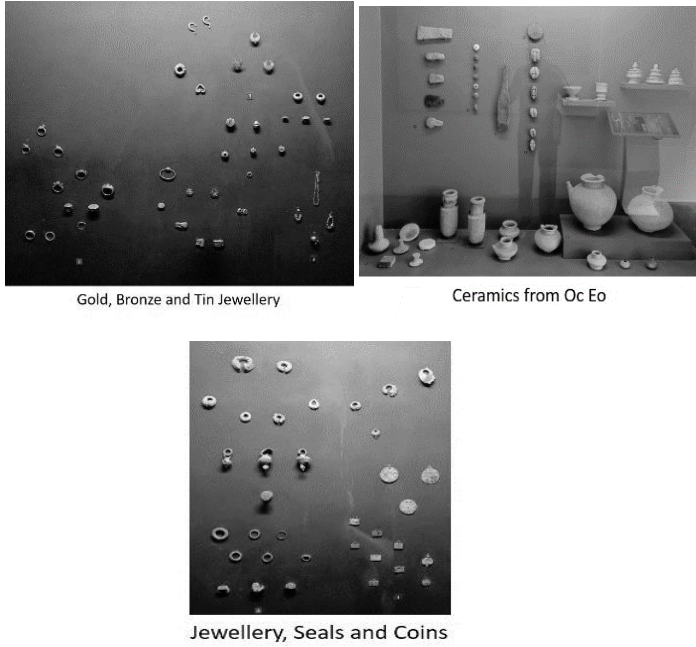 Gold, Bronze and Tin Jewellery
Ceramics from Oc Eo
Jewellery, Seals and Coins